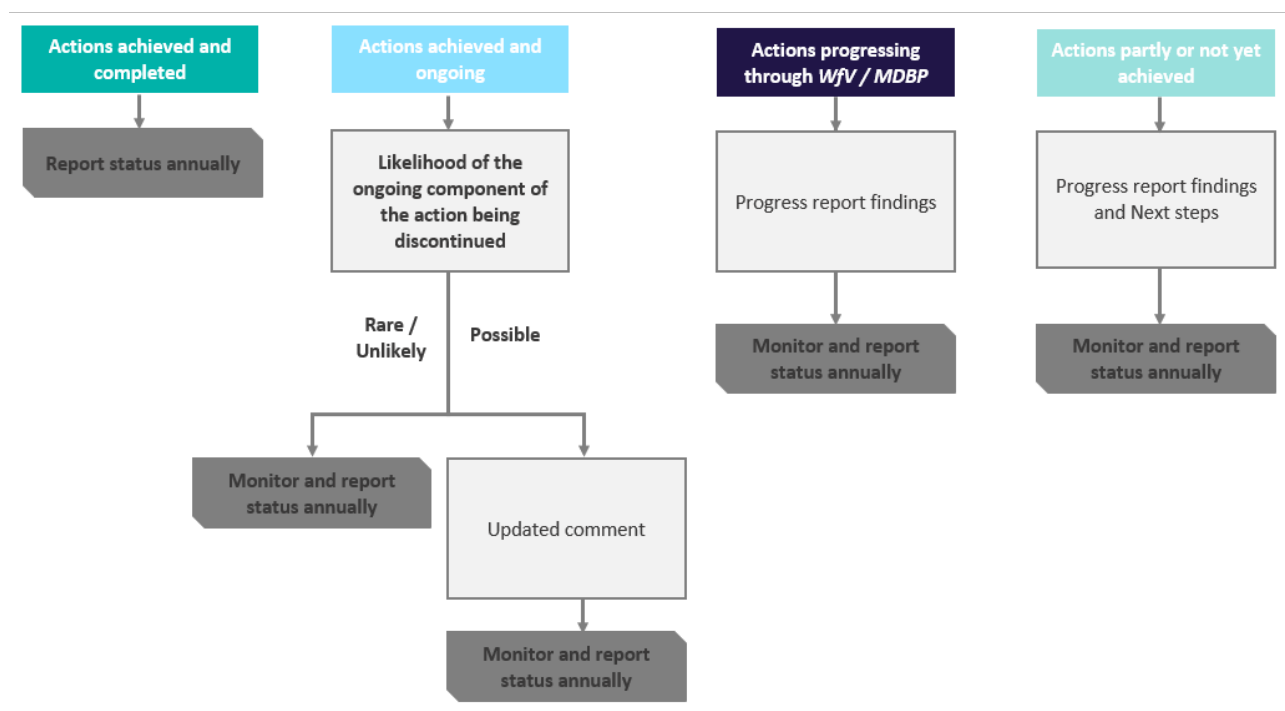 Actions achieved and
completed
Actions achieved and
ongoing
Actions progressing
through WfV / MDBP
Actions partly or not yet
achieved
Report status annually
Likelihood of the
ongoing component of
the action being
discontinued
Progress report findings
Progress report findings
and Next steps
Rare /
Unlikely
Possible
Monitor and report
status annually
Monitor and report
status annually
Monitor and report
status annually
Updated comment
Monitor and report
status annually